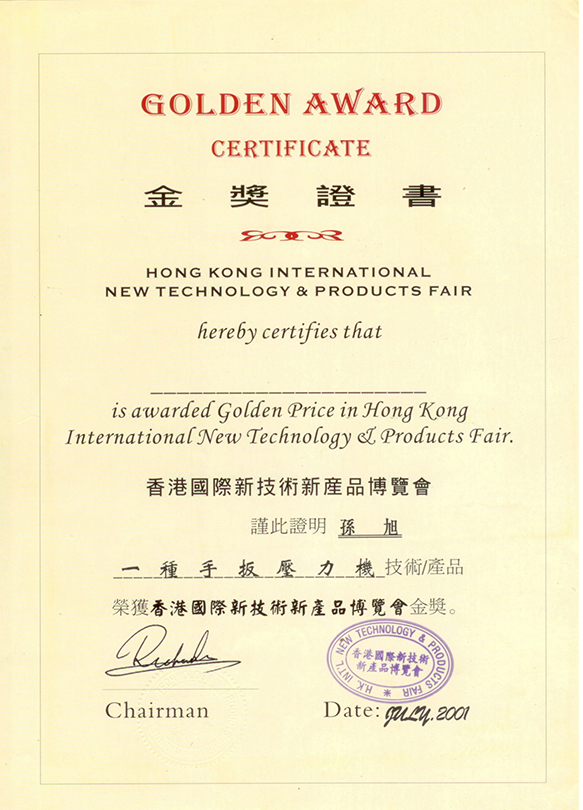 GOLDEN AWARD
CERTIFICATE
金獎證書
HONG KONG INTERNATIONAL
NEW TECHNOLOGY & PRODUCTS FAIR
hereby certifies that
is awarded Golden Price in Hong Kong
International New Technology & Products Fair.
香港國際新技術新產品博覽會
謹此證明 孫 旭
一種手扳壓力機技術/產品
榮獲香港國際新技術新產品博覽會金獎。
H.K. INT'L NEW TECHNOLOGY & PRODUCTS FAIR
香港國際新技術
新產品博覽會
Chairman
Date: JULY.2001